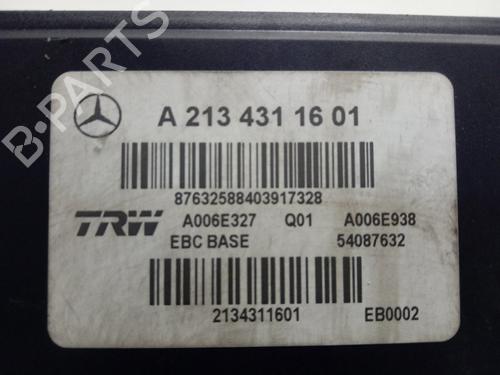 A 213 431 16 01
87632588403917328
TRW A006E327 Q01 A006E938
EBC BASE 54087632
2134311601 EB0002
B-PARTS